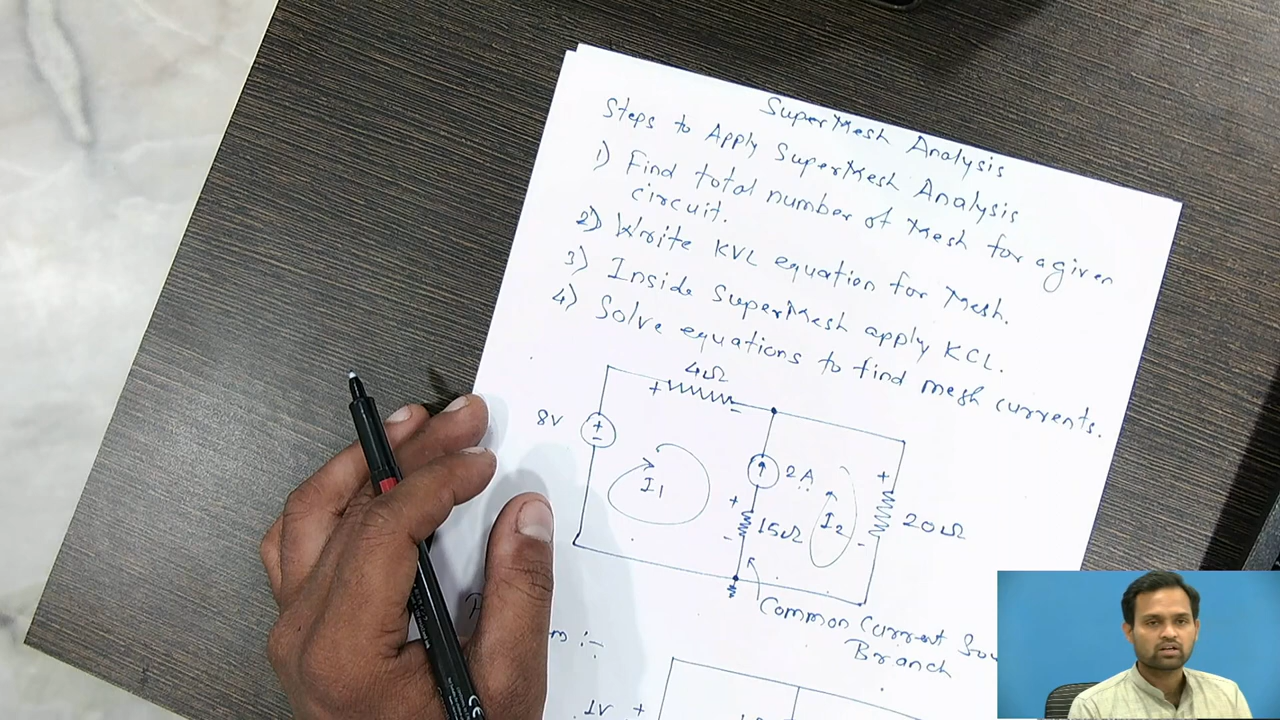 SuperMesh Analysis
Steps to Apply SuperMesh Analysis
1) Find total number of Mesh for a given
circuit.
2) Write KVL equation for Mesh.
3) Inside SuperMesh apply KCL.
4) Solve equations to find mesh currents.
4Ω
+ -
8V
+
-
I1
2A
+
15Ω
-
I2
+
20Ω
-
Common Current Sou
Branch
m :-
1V +